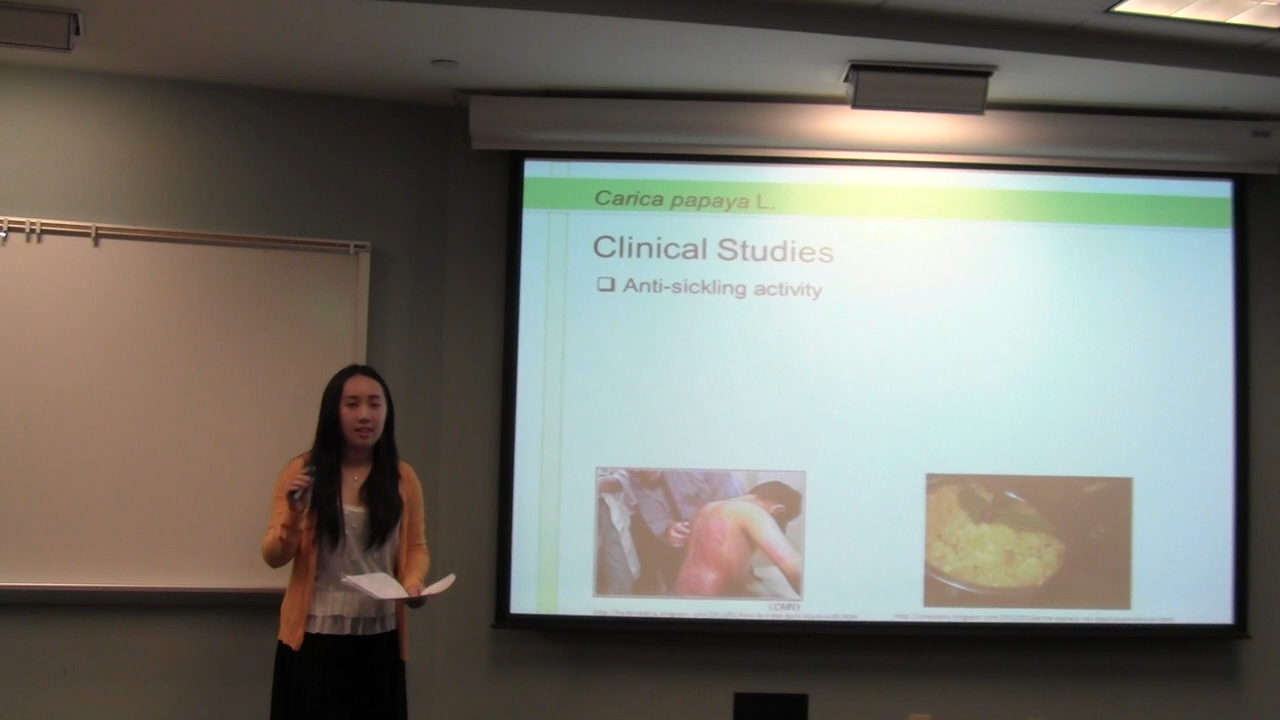 Carica papaya L.
Clinical Studies
❑ Anti-sickling activity
CNN